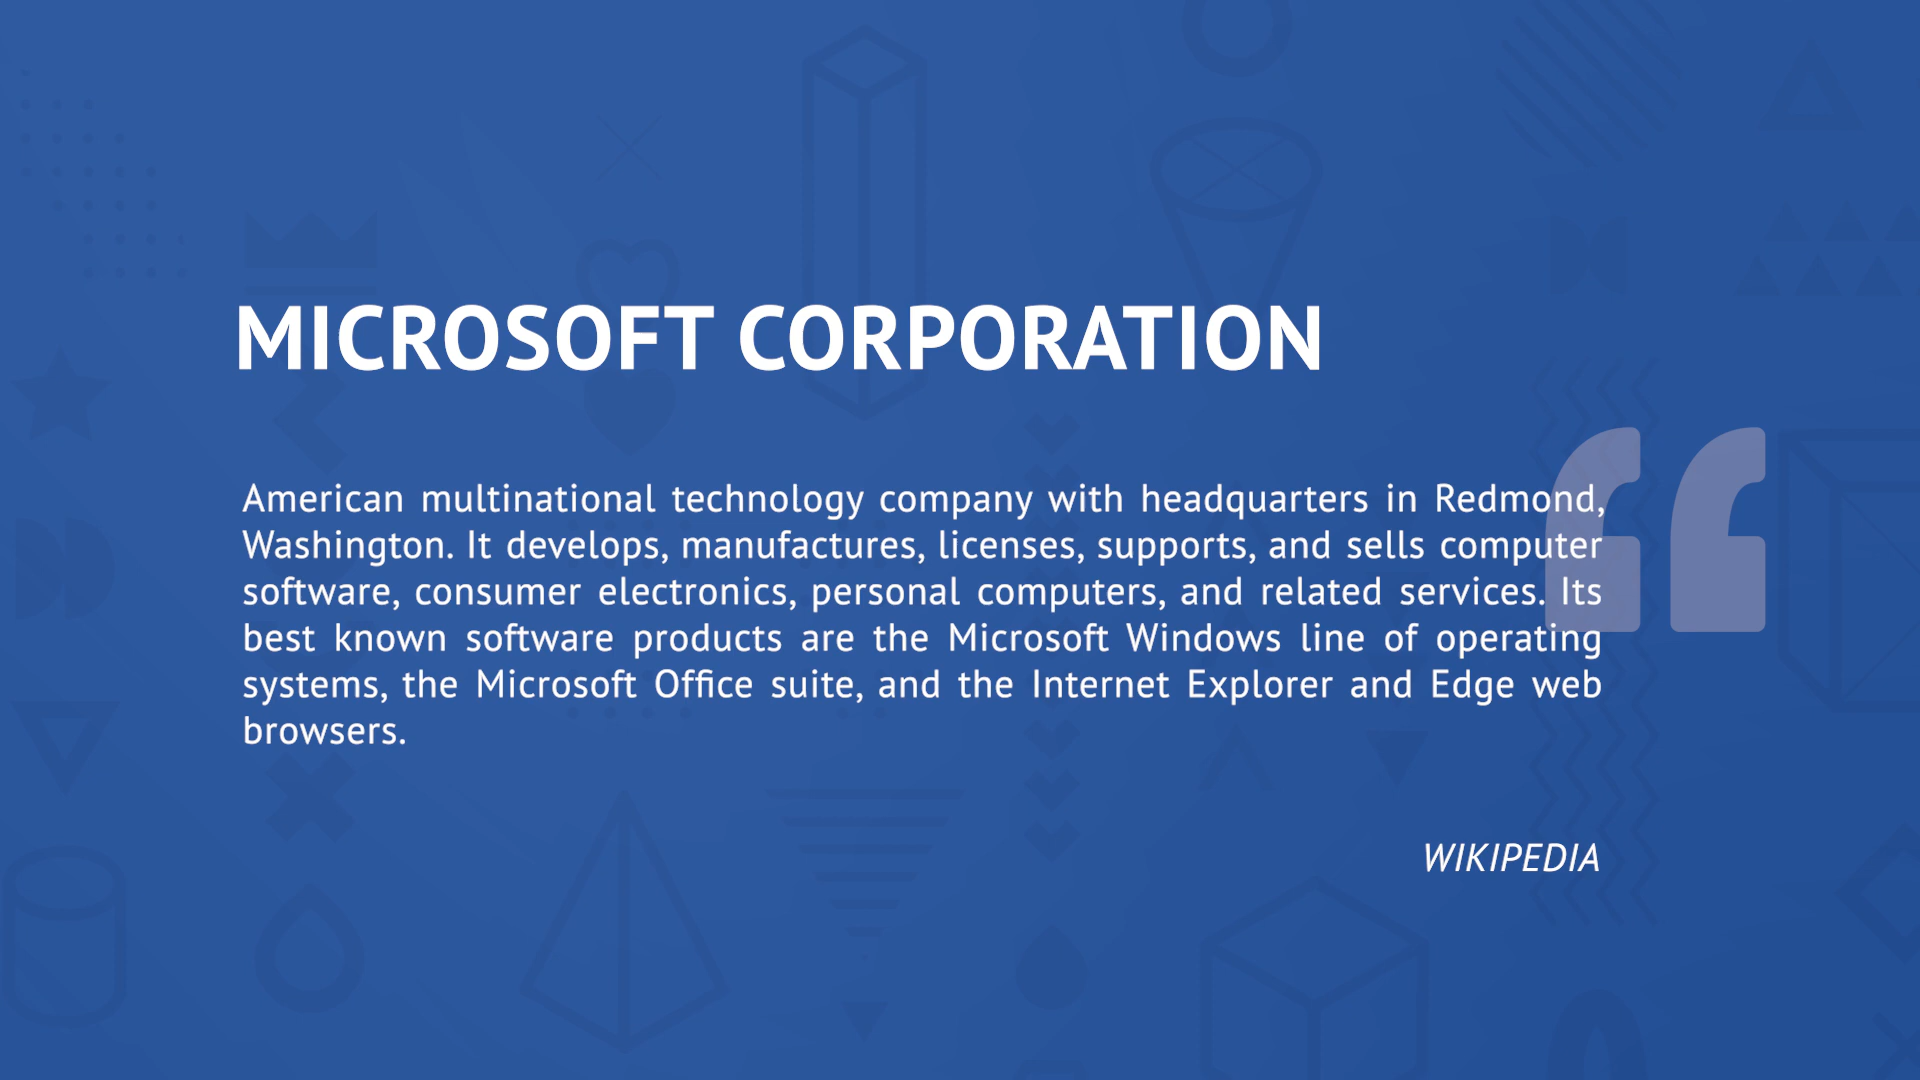 MICROSOFT CORPORATION
American multinational technology company with headquarters in Redmond,
Washington. It develops, manufactures, licenses, supports, and sells computer
software, consumer electronics, personal computers, and related services. Its
best known software products are the Microsoft Windows line of operating
systems, the Microsoft Office suite, and the Internet Explorer and Edge web
browsers.
WIKIPEDIA